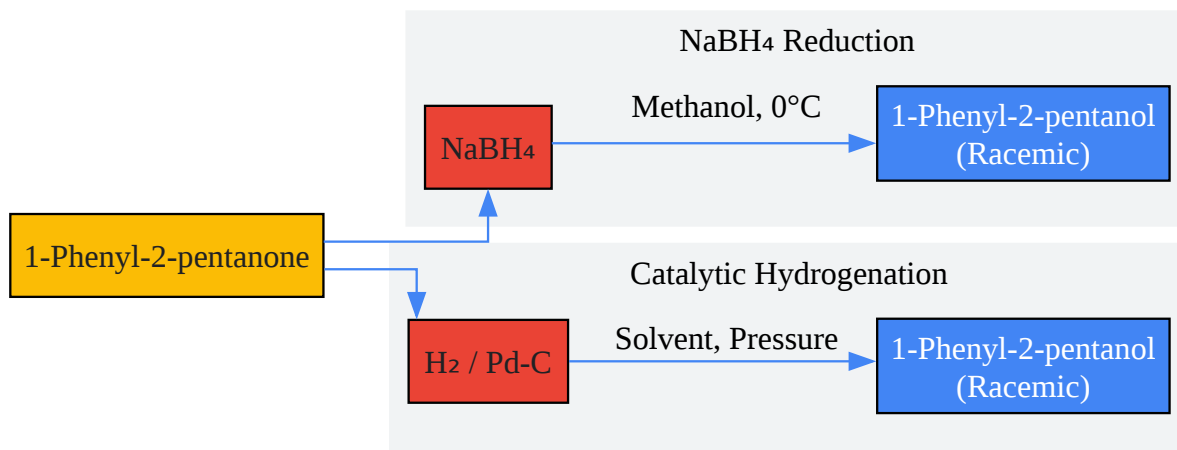 NaBH₄ Reduction
Methanol, 0°C
NaBH₄
1-Phenyl-2-pentanol
(Racemic)
1-Phenyl-2-pentanone
Catalytic Hydrogenation
Solvent, Pressure
H₂ / Pd-C
1-Phenyl-2-pentanol
(Racemic)